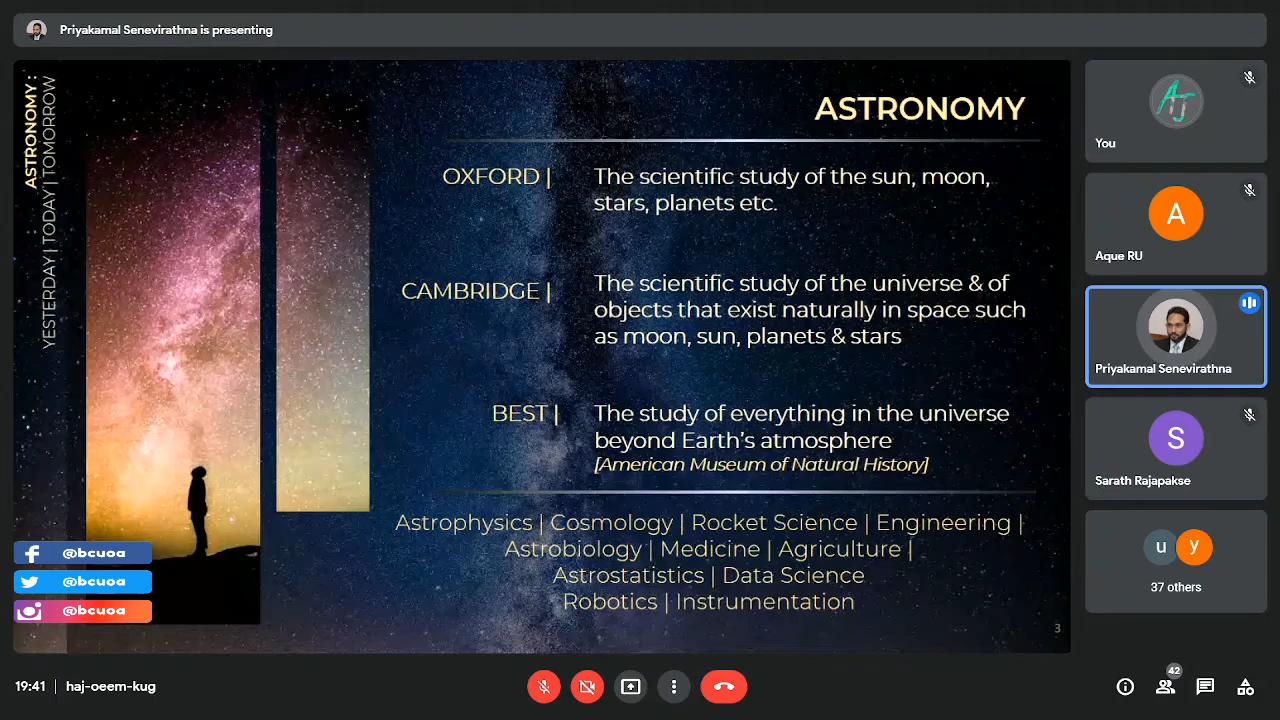 Priyakamal Senevirathna is presenting
ASTRONOMY :
YESTERDAY | TODAY | TOMORROW
ASTRONOMY
OXFORD |
The scientific study of the sun, moon,
stars, planets etc.
CAMBRIDGE |
The scientific study of the universe & of
objects that exist naturally in space such
as moon, sun, planets & stars
BEST |
The study of everything in the universe
beyond Earth's atmosphere
[American Museum of Natural History]
Astrophysics | Cosmology | Rocket Science | Engineering |
Astrobiology | Medicine | Agriculture |
Astrostatistics | Data Science
Robotics | Instrumentation
3
@bcuoa
@bcuoa
@bcuoa
AJ
You
A
Aque RU
Priyakamal Senevirathna
S
Sarath Rajapakse
u y
37 others
19:41 | haj-oeem-kug
42